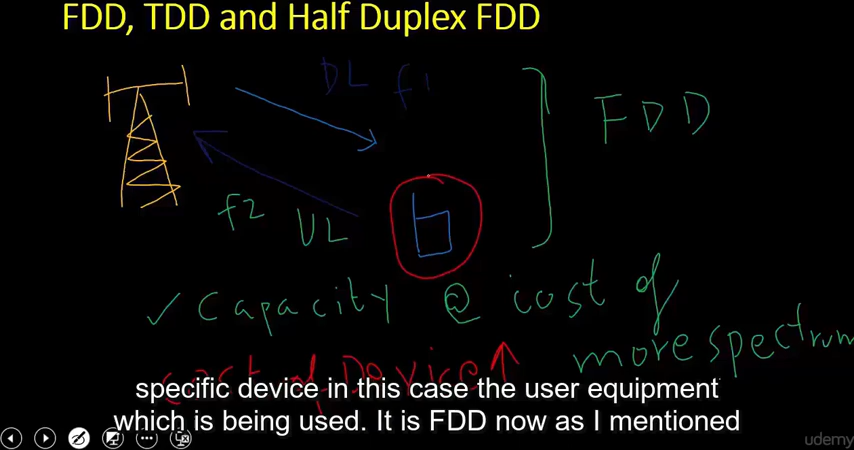 FDD, TDD and Half Duplex FDD
DL f1
FDD
f2 UL
✓ Capacity @ cost of
more spectrum
Cost of Device ↑
specific device in this case the user equipment
which is being used. It is FDD now as I mentioned
udemy